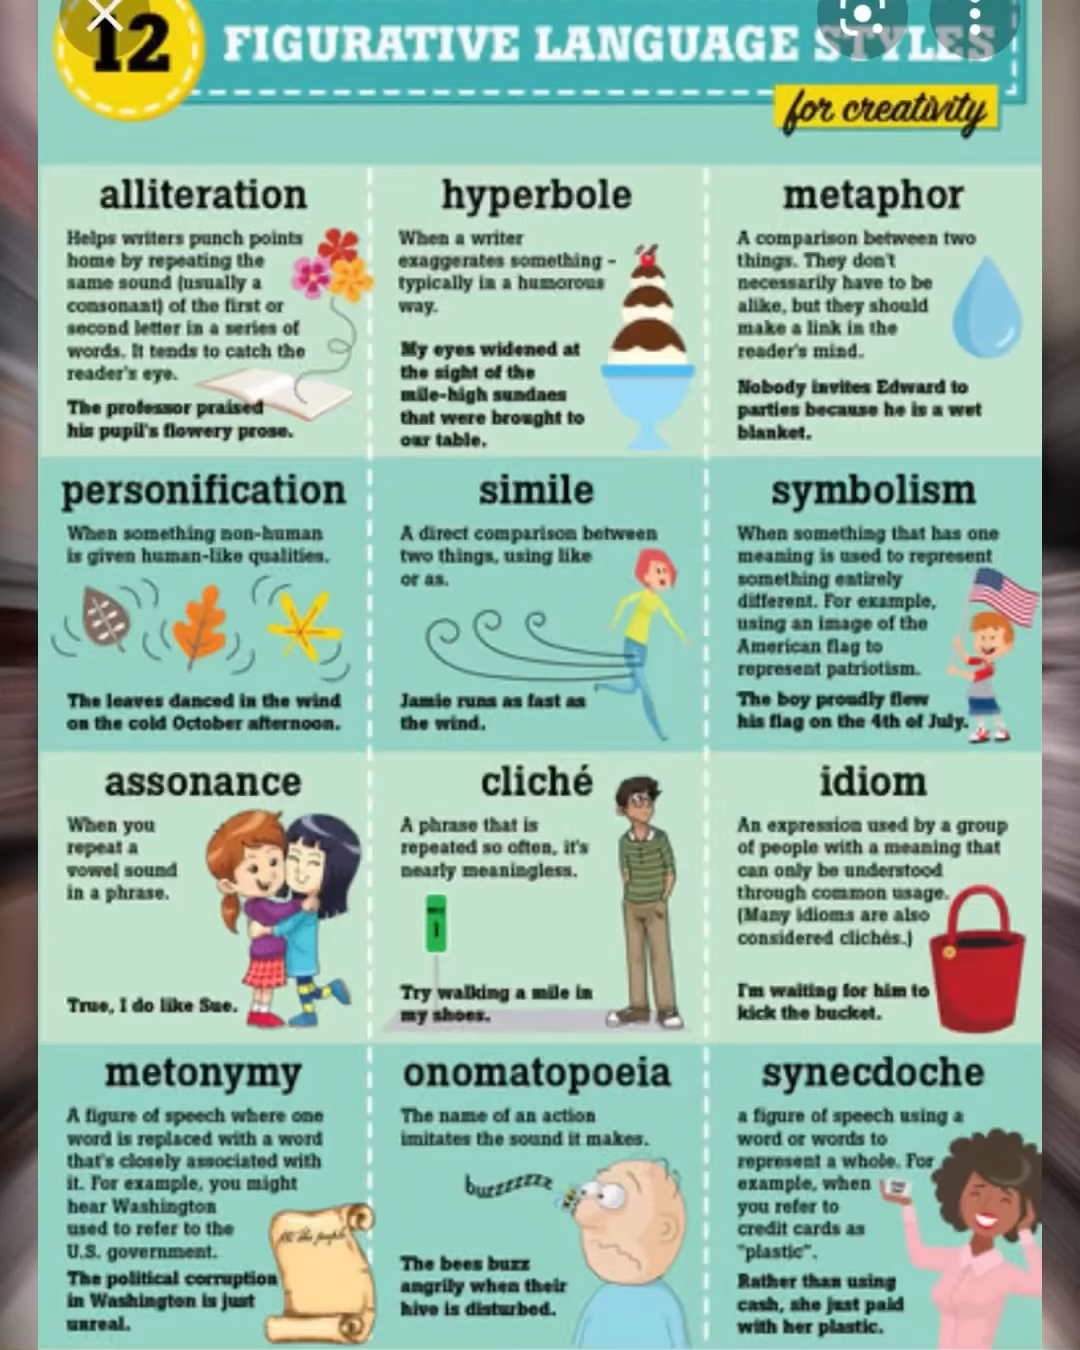 12
FIGURATIVE LANGUAGE STYLES
for creativity
alliteration
Helps writers punch points
home by repeating the
same sound (usually a
consonant) of the first or
second letter in a series of
words. It tends to catch the
reader's eye.
The professor praised
his pupil's flowery prose.
hyperbole
When a writer
exaggerates something -
typically in a humorous
way.
My eyes widened at
the sight of the
mile-high sundaes
that were brought to
our table.
metaphor
A comparison between two
things. They don't
necessarily have to be
alike, but they should
make a link in the
reader's mind.
Nobody invites Edward to
parties because he is a wet
blanket.
personification
When something non-human
is given human-like qualities.
The leaves danced in the wind
on the cold October afternoon.
simile
A direct comparison between
two things, using like
or as.
Jamie runs as fast as
the wind.
symbolism
When something that has one
meaning is used to represent
something entirely
different. For example,
using an image of the
American flag to
represent patriotism.
The boy proudly flew
his flag on the 4th of July.
assonance
When you
repeat a
vowel sound
in a phrase.
True, I do like Sue.
cliché
A phrase that is
repeated so often, it's
nearly meaningless.
Try walking a mile in
my shoes.
idiom
An expression used by a group
of people with a meaning that
can only be understood
through common usage.
(Many idioms are also
considered clichés.)
I'm waiting for him to
kick the bucket.
metonymy
A figure of speech where one
word is replaced with a word
that's closely associated with
it. For example, you might
hear Washington
used to refer to the
U.S. government.
The political corruption
in Washington is just
unreal.
onomatopoeia
The name of an action
imitates the sound it makes.
buzzzzzzz
The bees buzz
angrily when their
hive is disturbed.
synecdoche
a figure of speech using a
word or words to
represent a whole. For
example, when
you refer to
credit cards as
"plastic".
Rather than using
cash, she just paid
with her plastic.